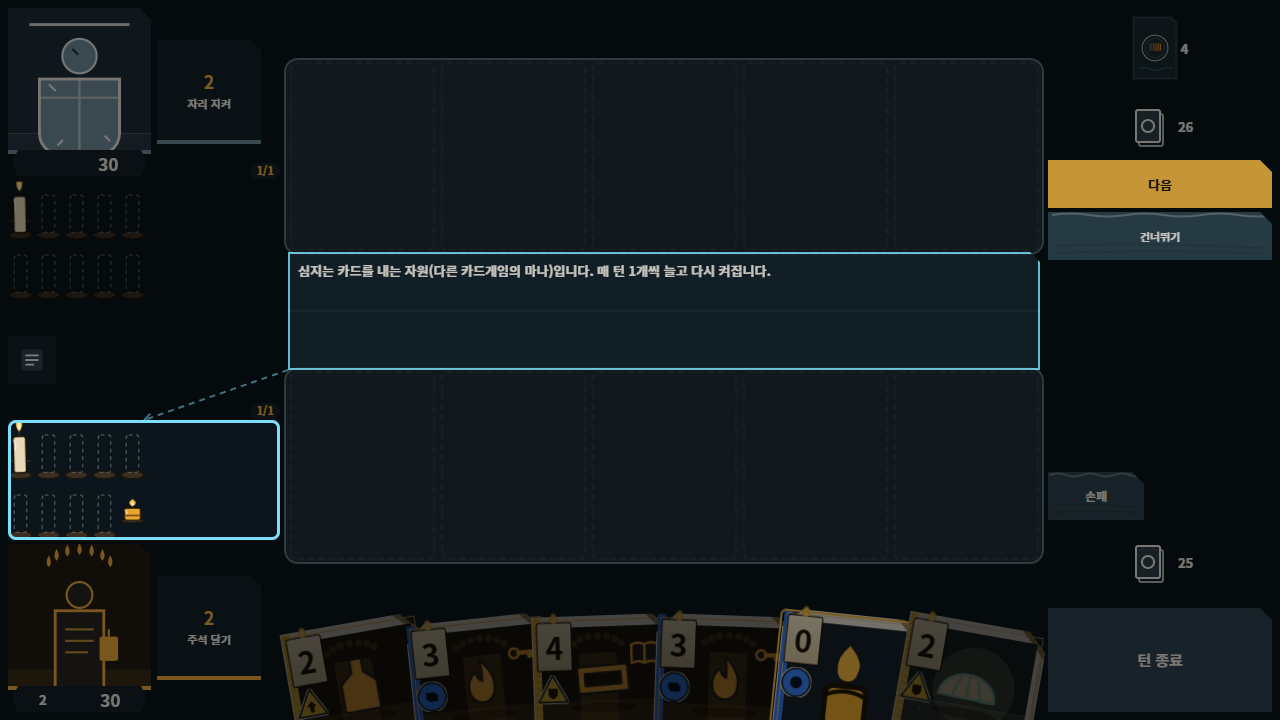 4
2
자리 지켜
26
30
1/1
다음
건너뛰기
심지는 카드를 내는 자원(다른 카드게임의 마나)입니다. 매 턴 1개씩 늘고 다시 켜집니다.
1/1
손패
25
2
주석 달기
2 30
턴 종료
2
3
4
3
0
2